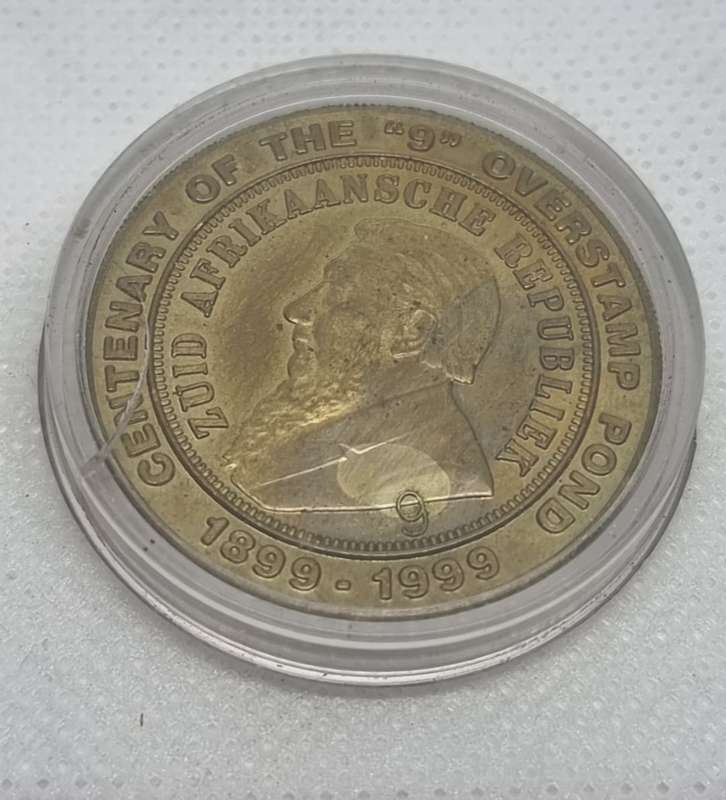 CENTENARY OF THE "9" OVERSTAMP POND
ZUID AFRIKAANSCHE REPUBLIEK
9
1899 - 1999